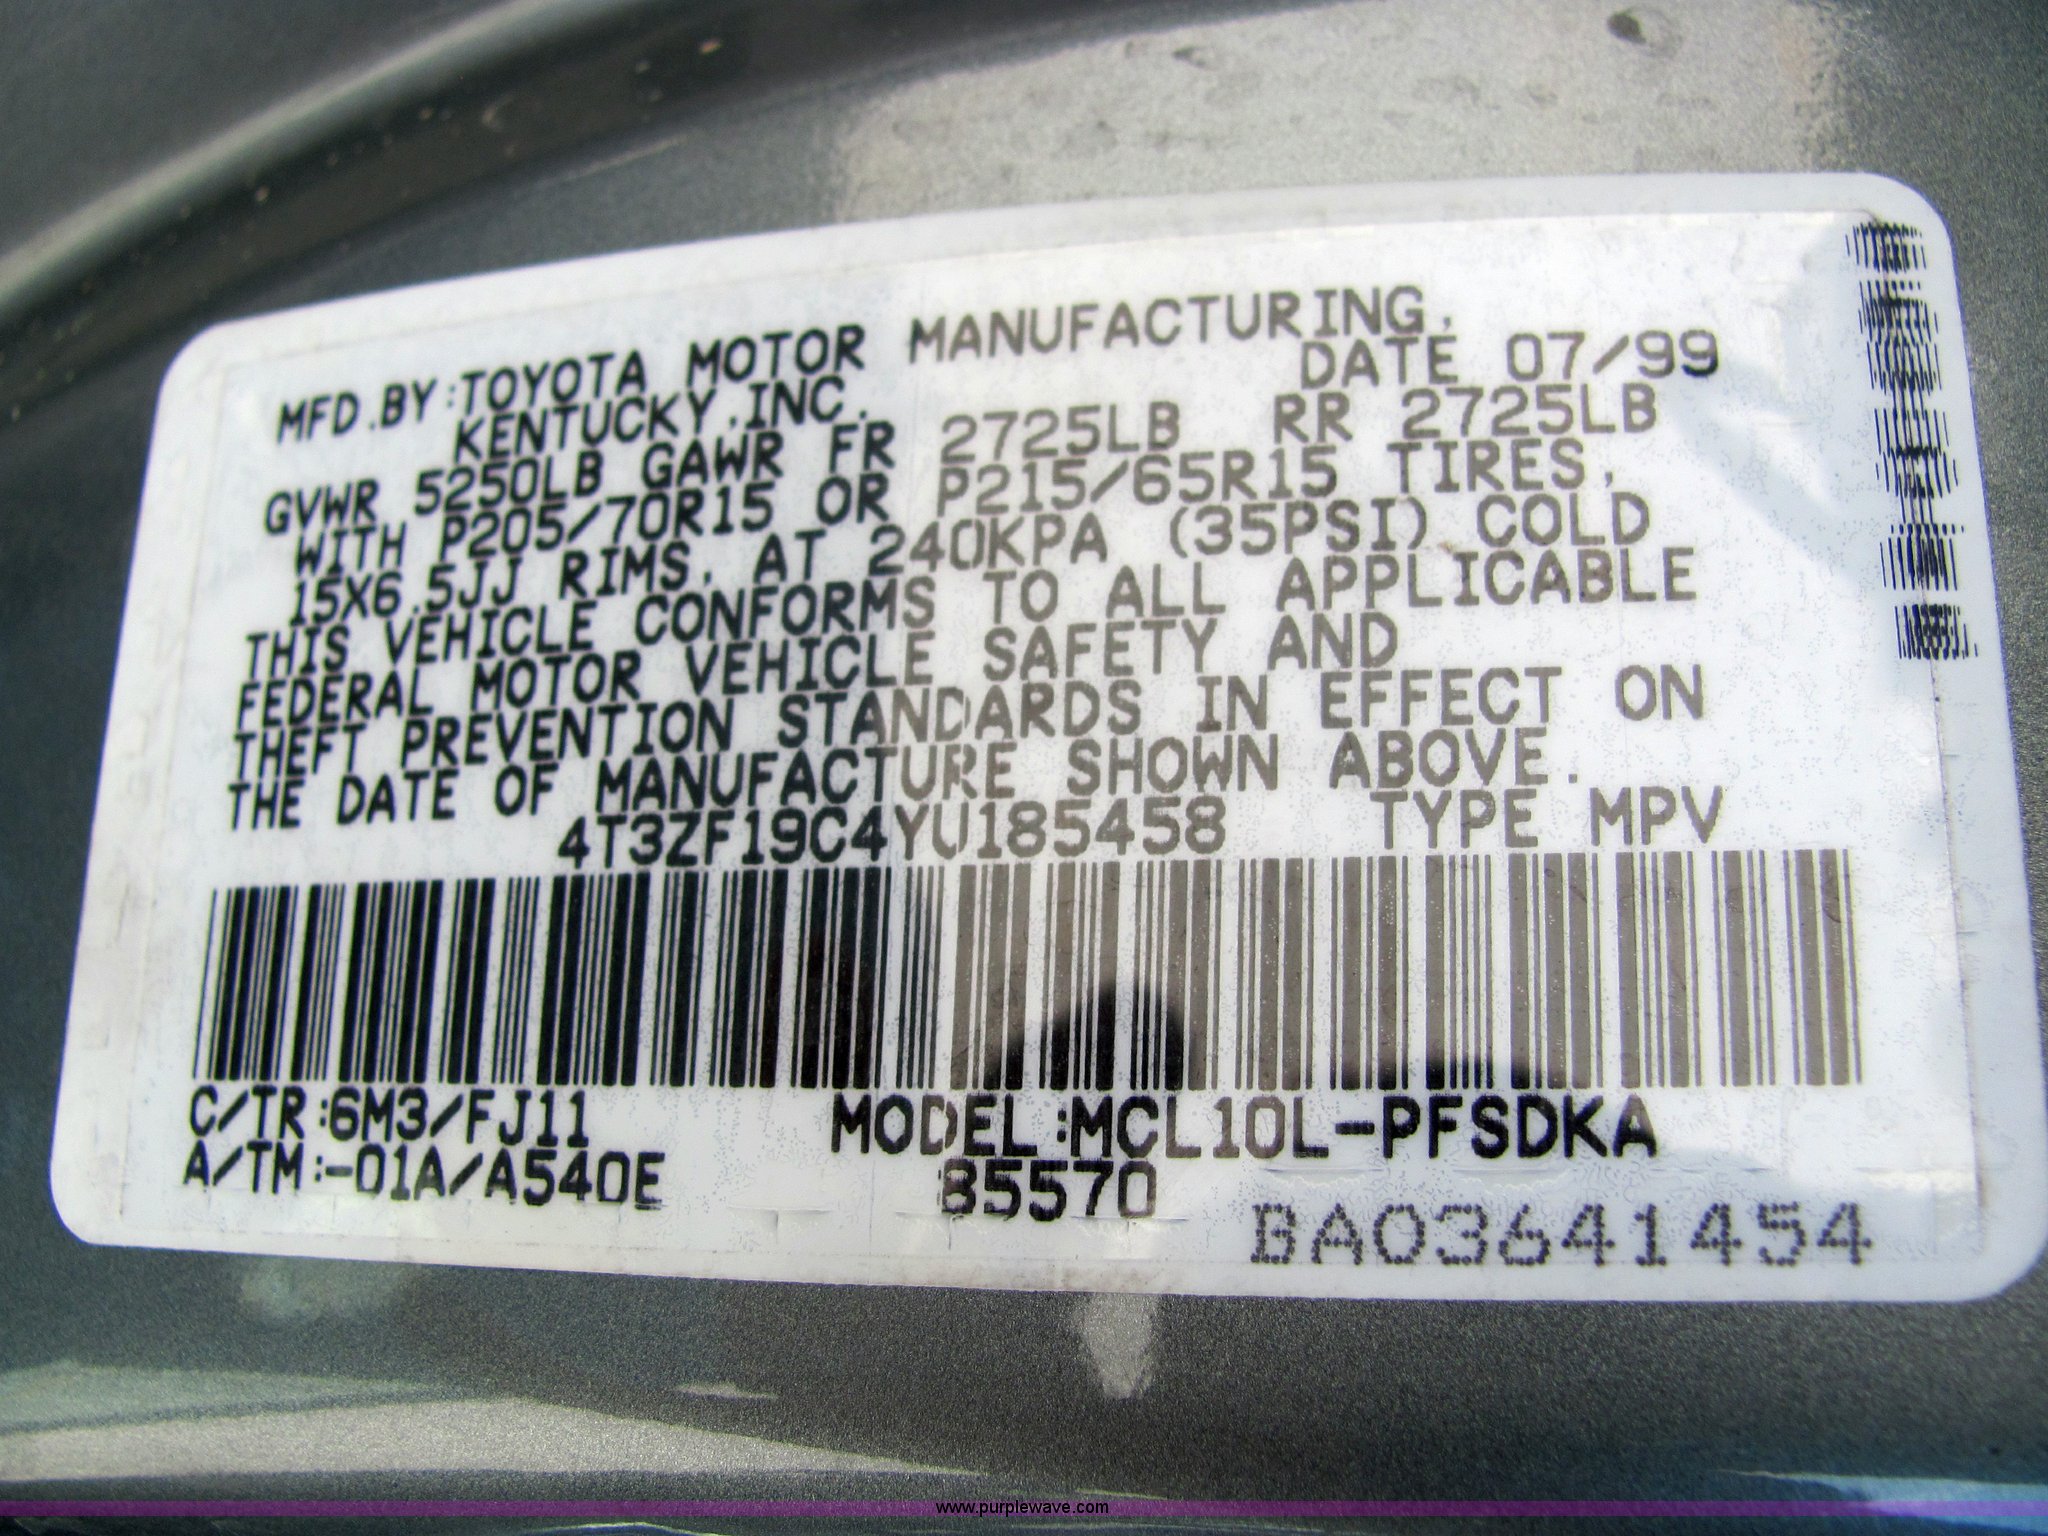 MFD.BY:TOYOTA MOTOR MANUFACTURING,
KENTUCKY,INC. DATE 07/99
GVWR 5250LB GAWR FR 2725LB RR 2725LB
WITH P205/70R15 OR P215/65R15 TIRES,
15X6.5JJ RIMS, AT 240KPA (35PSI) COLD
THIS VEHICLE CONFORMS TO ALL APPLICABLE
FEDERAL MOTOR VEHICLE SAFETY AND
THEFT PREVENTION STANDARDS IN EFFECT ON
THE DATE OF MANUFACTURE SHOWN ABOVE.
4T3ZF19C4YU185458 TYPE MPV
C/TR:6M3/FJ11 MODEL:MCL10L-PFSDKA
A/TM:-01A/A540E 85570
BA03641454
www.purplewave.com